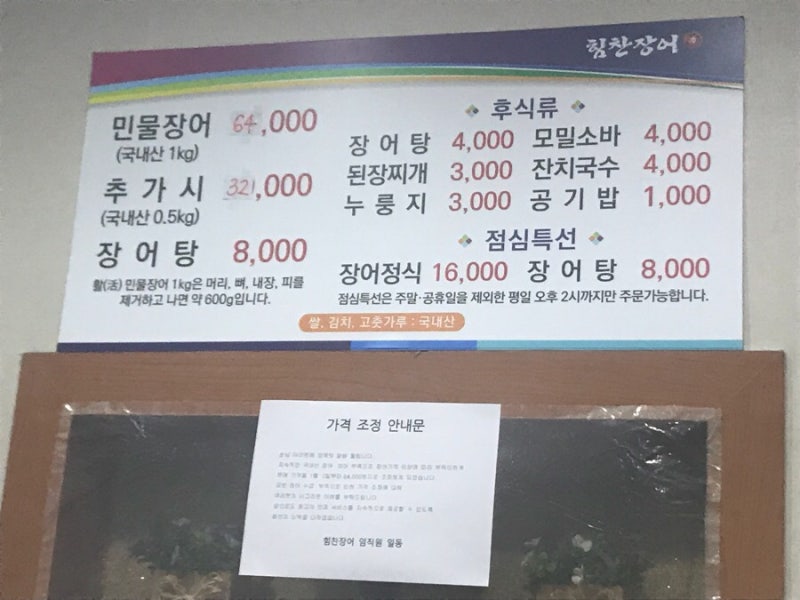 힘찬장어
민물장어 64,000
(국내산 1kg)
추가시 32,000
(국내산 0.5kg)
장어탕 8,000
활(活) 민물장어 1kg은 머리, 뼈, 내장, 피를
제거하고 나면 약 600g입니다.
후식류
장어탕 4,000 모밀소바 4,000
된장찌개 3,000 잔치국수 4,000
누룽지 3,000 공기밥 1,000
점심특선
장어정식 16,000 장어탕 8,000
점심특선은 주말·공휴일을 제외한 평일 오후 2시까지만 주문가능합니다.
쌀, 김치, 고춧가루 : 국내산
가격 조정 안내문
힘찬장어 임직원 일동